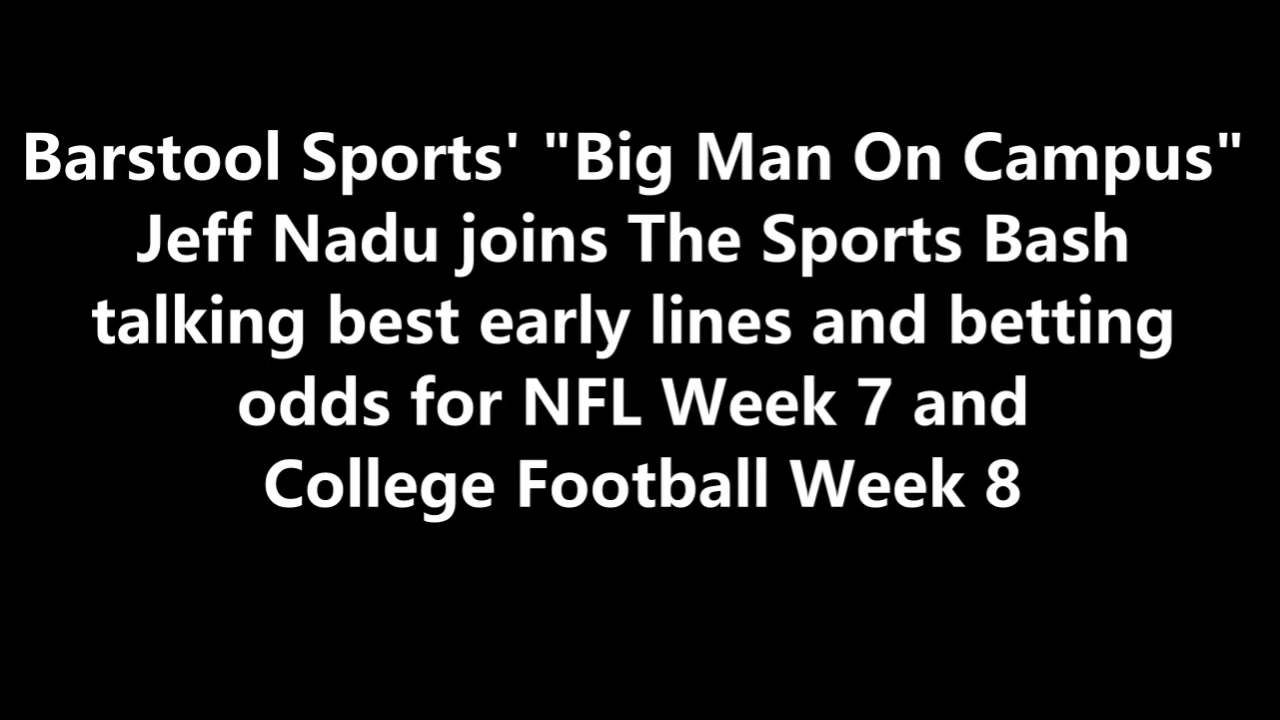 Barstool Sports' "Big Man On Campus"
Jeff Nadu joins The Sports Bash
talking best early lines and betting
odds for NFL Week 7 and
College Football Week 8